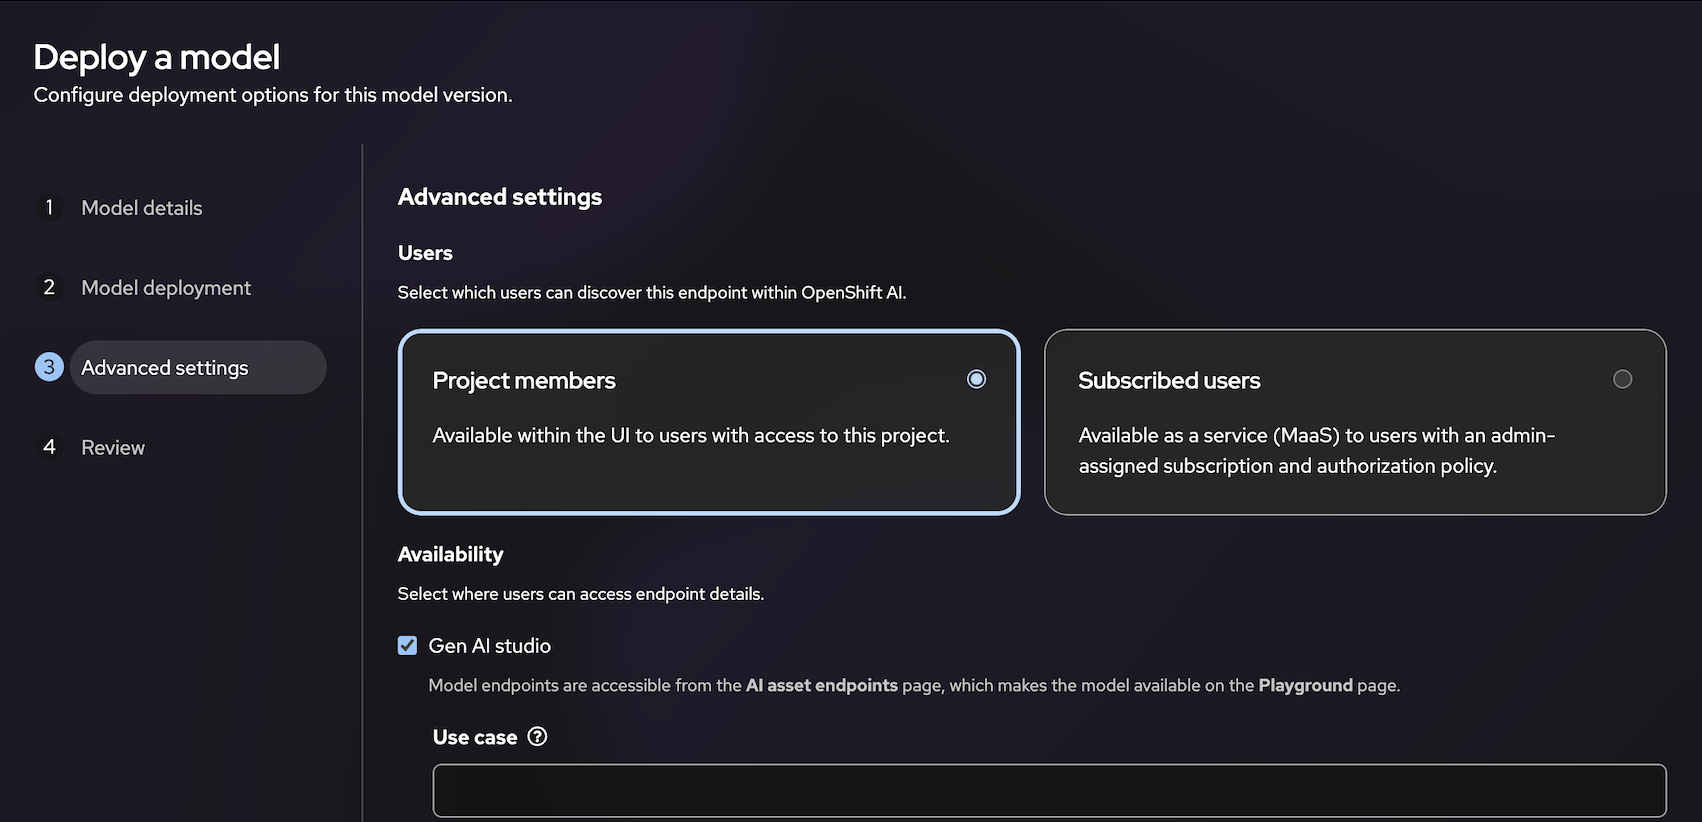 Deploy a model
Configure deployment options for this model version.
1 Model details
2 Model deployment
3 Advanced settings
4 Review
Advanced settings
Users
Select which users can discover this endpoint within OpenShift AI.
Project members
Available within the UI to users with access to this project.
Subscribed users
Available as a service (MaaS) to users with an admin-
assigned subscription and authorization policy.
Availability
Select where users can access endpoint details.
Gen AI studio
Model endpoints are accessible from the AI asset endpoints page, which makes the model available on the Playground page.
Use case